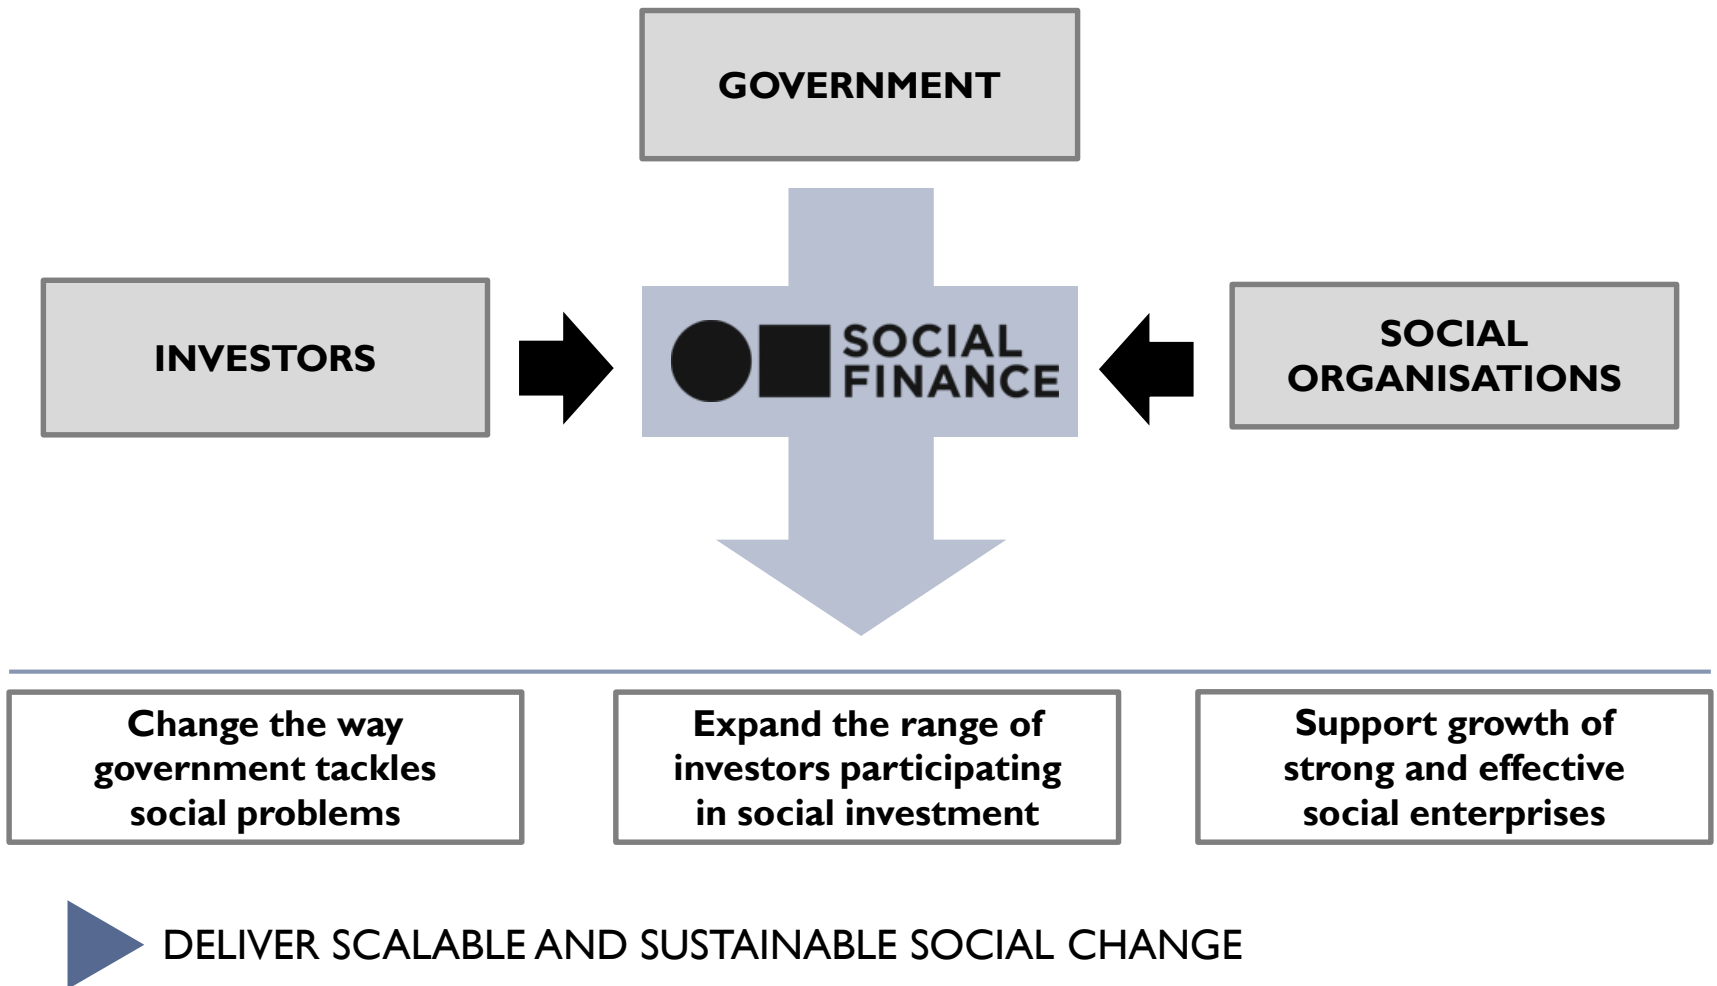 GOVERNMENT
INVESTORS
SOCIAL
FINANCE
SOCIAL
ORGANISATIONS
Change the way
government tackles
social problems
Expand the range of
investors participating
in social investment
Support growth of
strong and effective
social enterprises
DELIVER SCALABLE AND SUSTAINABLE SOCIAL CHANGE